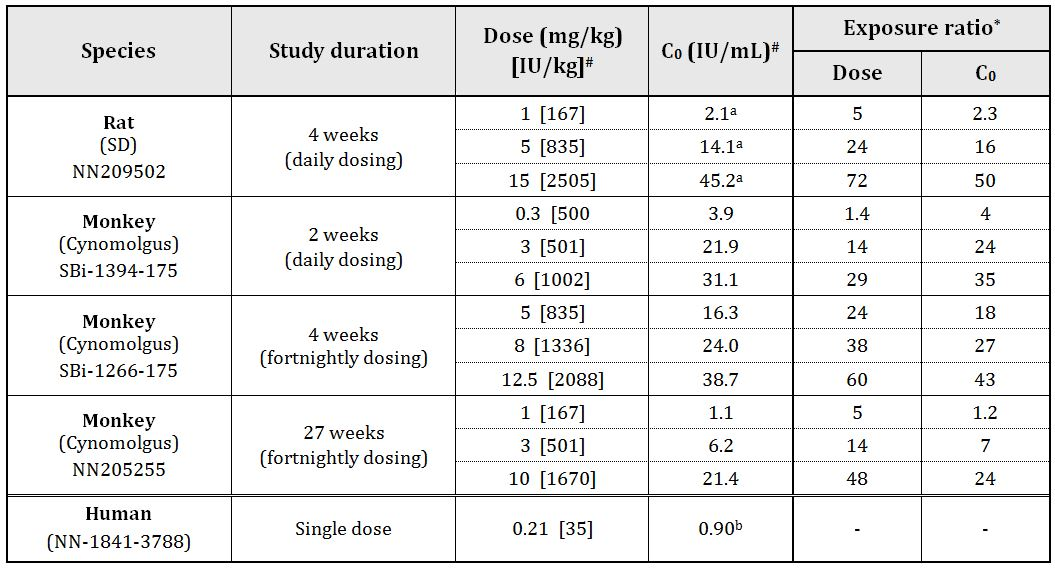 Species Study duration Dose (mg/kg) [IU/kg]# C₀ (IU/mL)# Exposure ratio*
Dose C₀
Rat (SD) NN209502 4 weeks (daily dosing) 1 [167] 2.1ᵃ 5 2.3
5 [835] 14.1ᵃ 24 16
15 [2505] 45.2ᵃ 72 50
Monkey (Cynomolgus) SBi-1394-175 2 weeks (daily dosing) 0.3 [500 3.9 1.4 4
3 [501] 21.9 14 24
6 [1002] 31.1 29 35
Monkey (Cynomolgus) SBi-1266-175 4 weeks (fortnightly dosing) 5 [835] 16.3 24 18
8 [1336] 24.0 38 27
12.5 [2088] 38.7 60 43
Monkey (Cynomolgus) NN205255 27 weeks (fortnightly dosing) 1 [167] 1.1 5 1.2
3 [501] 6.2 14 7
10 [1670] 21.4 48 24
Human (NN-1841-3788) Single dose 0.21 [35] 0.90ᵇ - -